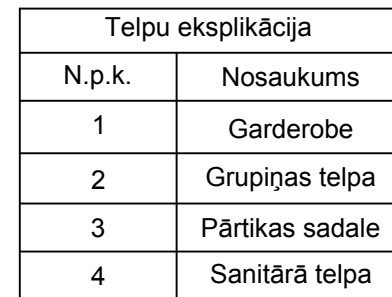 Telpu eksplikācija
N.p.k. Nosaukums
1 Garderobe
2 Grupiņas telpa
3 Pārtikas sadale
4 Sanitārā telpa